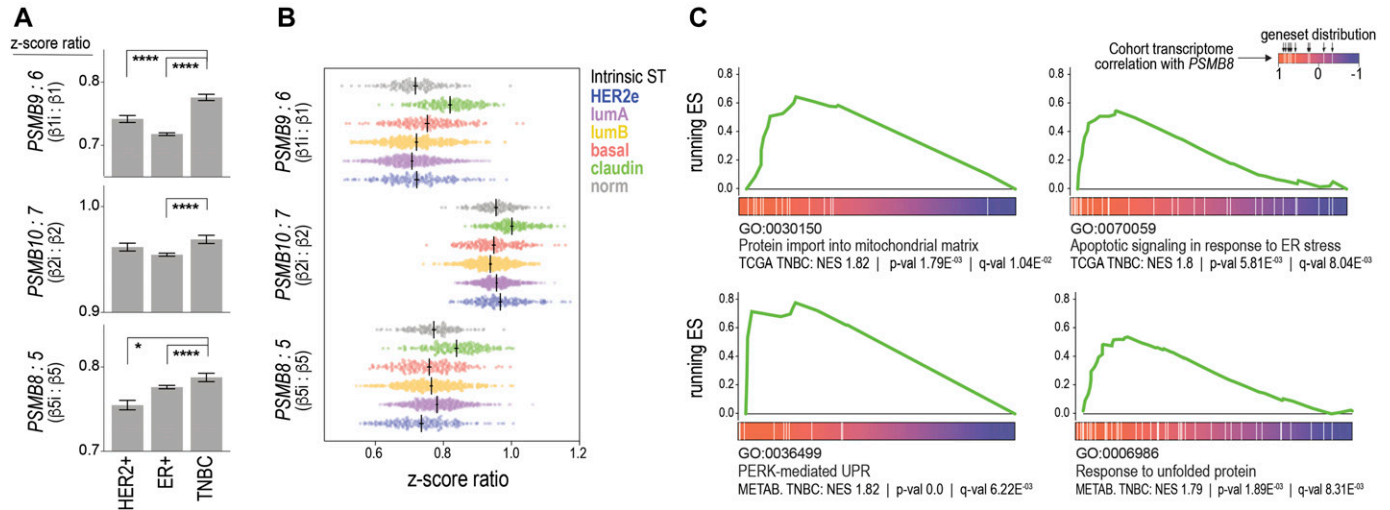 A
z-score ratio
PSMB9 : 6
(β1i : β1)
0.8
0.7
****
****
PSMB10 : 7
(β2i : β2)
1.0
0.9
****
PSMB8 : 5
(β5i : β5)
0.8
0.7
*
****
HER2+
ER+
TNBC
B
PSMB9 : 6
(β1i : β1)
PSMB10 : 7
(β2i : β2)
PSMB8 : 5
(β5i : β5)
0.6
0.8
1.0
1.2
z-score ratio
Intrinsic ST
HER2e
lumA
lumB
basal
claudin
norm
C
Cohort transcriptome
correlation with PSMB8
geneset distribution
1 0 -1
running ES
0.8
0.6
0.4
0.2
0.0
GO:0030150
Protein import into mitochondrial matrix
TCGA TNBC: NES 1.82 | p-val 1.79E-03 | q-val 1.04E-02
0.8
0.6
0.4
0.2
0.0
GO:0070059
Apoptotic signaling in response to ER stress
TCGA TNBC: NES 1.8 | p-val 5.81E-03 | q-val 8.04E-03
running ES
0.8
0.6
0.4
0.2
0.0
GO:0036499
PERK-mediated UPR
METAB. TNBC: NES 1.82 | p-val 0.0 | q-val 6.22E-03
0.8
0.6
0.4
0.2
0.0
GO:0006986
Response to unfolded protein
METAB. TNBC: NES 1.79 | p-val 1.89E-03 | q-val 8.31E-03